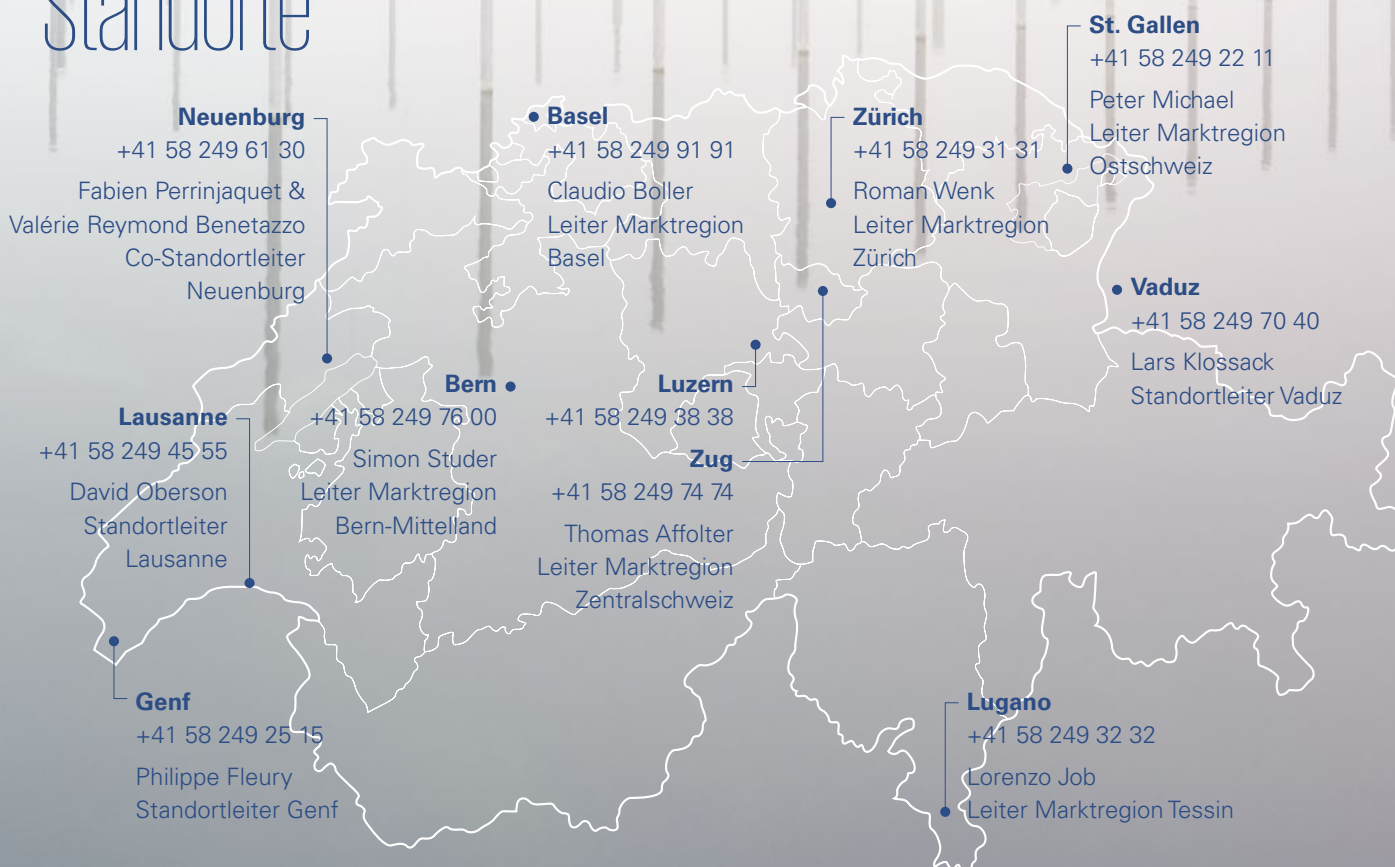 Standorte
Neuenburg
+41 58 249 61 30
Fabien Perrinjaquet &
Valérie Reymond Benetazzo
Co-Standortleiter
Neuenburg
Basel
+41 58 249 91 91
Claudio Boller
Leiter Marktregion
Basel
Zürich
+41 58 249 31 31
Roman Wenk
Leiter Marktregion
Zürich
St. Gallen
+41 58 249 22 11
Peter Michael
Leiter Marktregion
Ostschweiz
Vaduz
+41 58 249 70 40
Lars Klossack
Standortleiter Vaduz
Lausanne
+41 58 249 45 55
David Oberson
Standortleiter
Lausanne
Bern
+41 58 249 76 00
Simon Studer
Leiter Marktregion
Bern-Mittelland
Luzern
+41 58 249 38 38
Zug
+41 58 249 74 74
Thomas Affolter
Leiter Marktregion
Zentralschweiz
Genf
+41 58 249 25 15
Philippe Fleury
Standortleiter Genf
Lugano
+41 58 249 32 32
Lorenzo Job
Leiter Marktregion Tessin